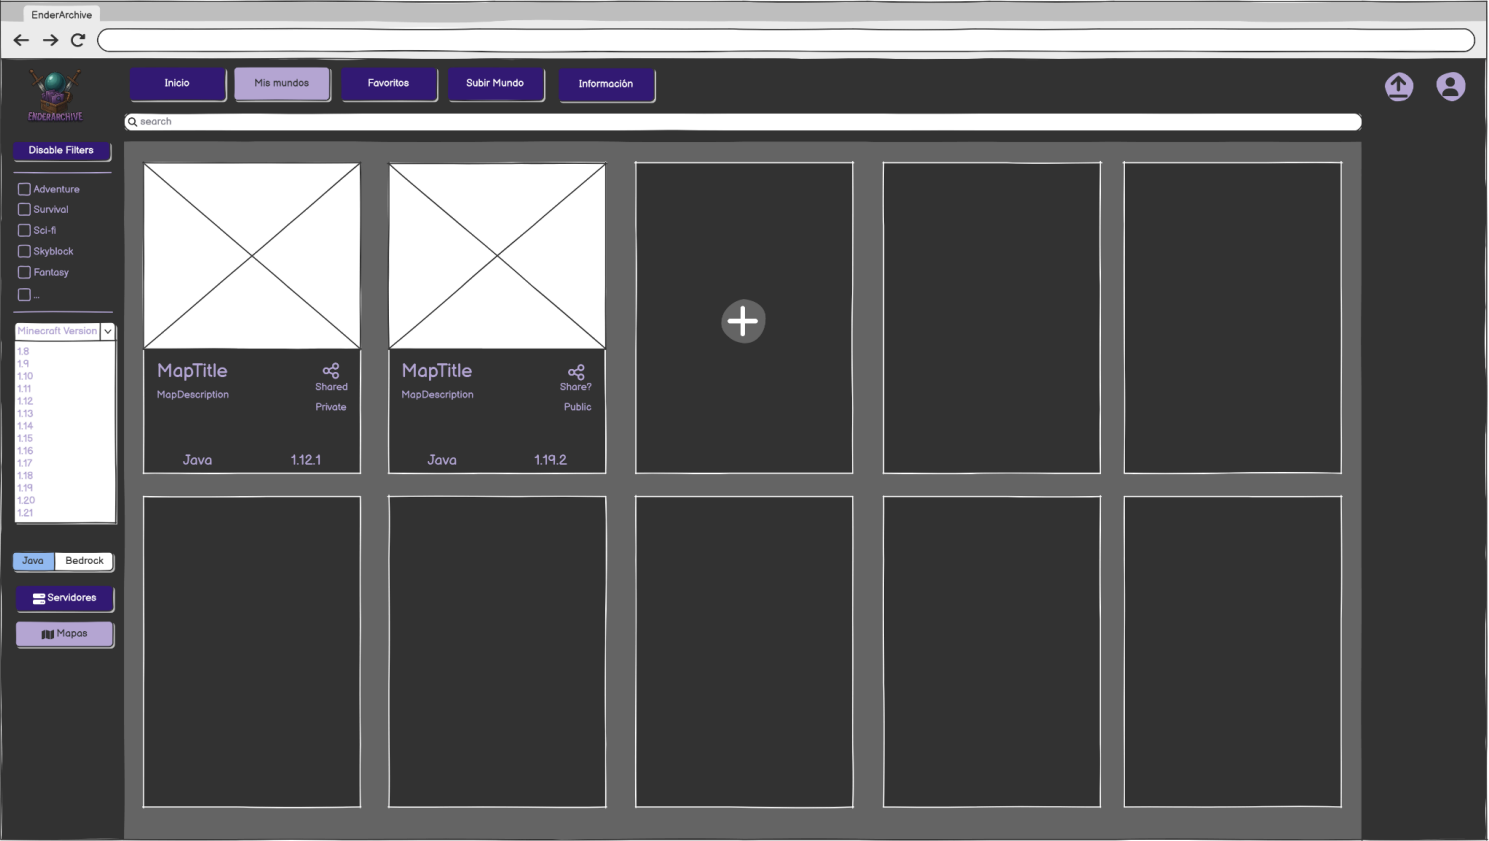 EnderArchive
ENDERARCHIVE
Inicio
Mis mundos
Favoritos
Subir Mundo
Información
search
Disable Filters
Adventure
Survival
Sci-fi
Skyblock
Fantasy
...
Minecraft Version
1.8
1.9
1.10
1.11
1.12
1.13
1.14
1.15
1.16
1.17
1.18
1.19
1.20
1.21
Java
Bedrock
Servidores
Mapas
MapTitle
Shared
MapDescription
Private
Java
1.12.1
MapTitle
Share?
MapDescription
Public
Java
1.19.2